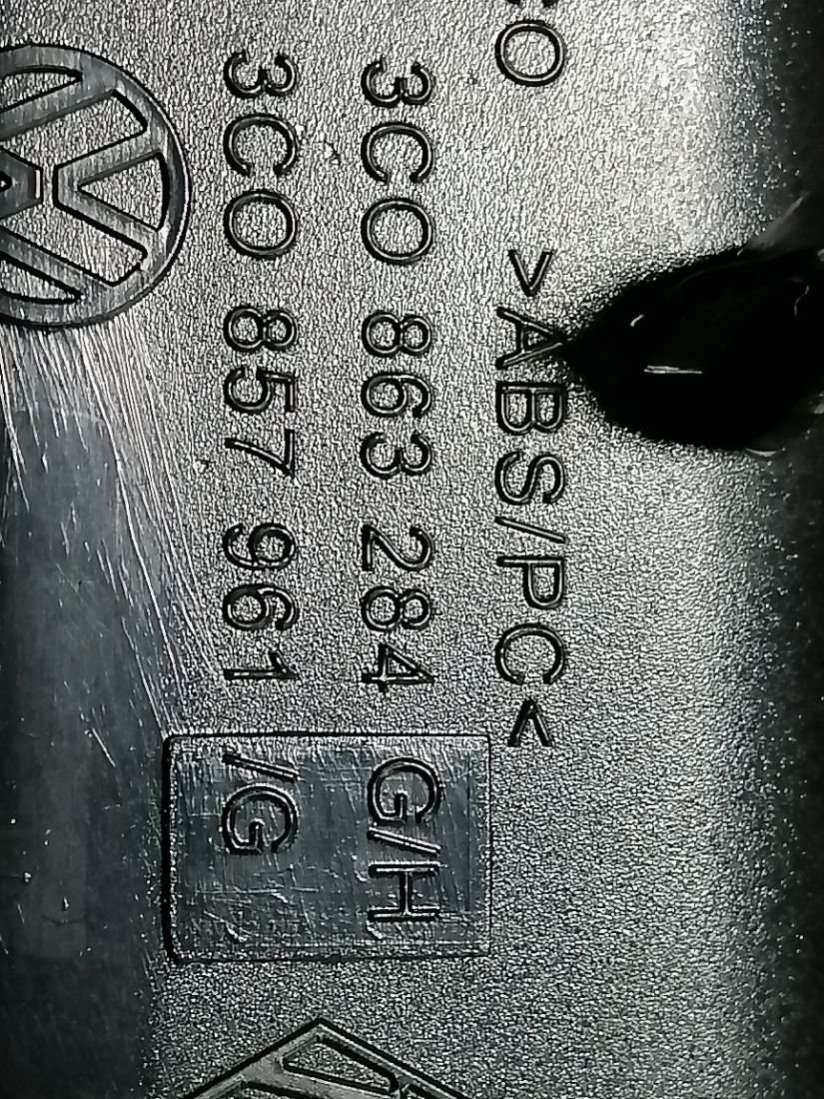 >ABS/PC<
3C0 863 284 G/H
3C0 857 961 /G